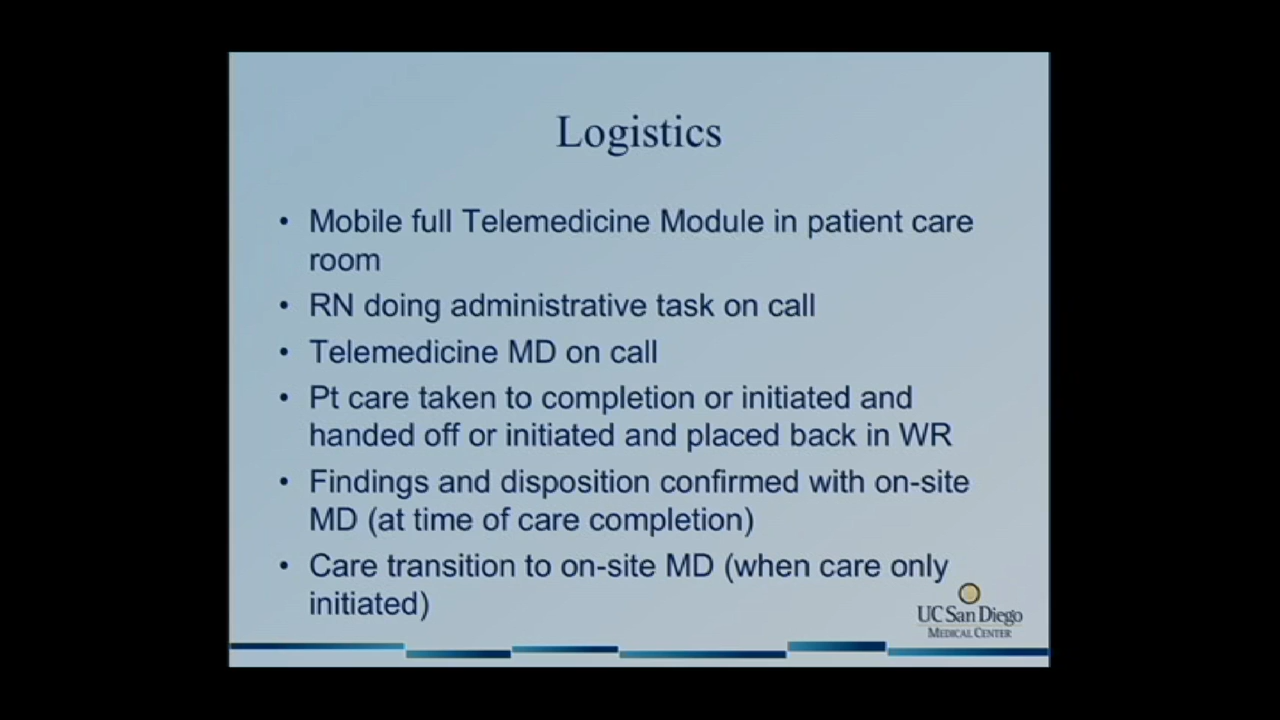 Logistics
• Mobile full Telemedicine Module in patient care
room
• RN doing administrative task on call
• Telemedicine MD on call
• Pt care taken to completion or initiated and
handed off or initiated and placed back in WR
• Findings and disposition confirmed with on-site
MD (at time of care completion)
• Care transition to on-site MD (when care only
initiated)
UC San Diego
MEDICAL CENTER